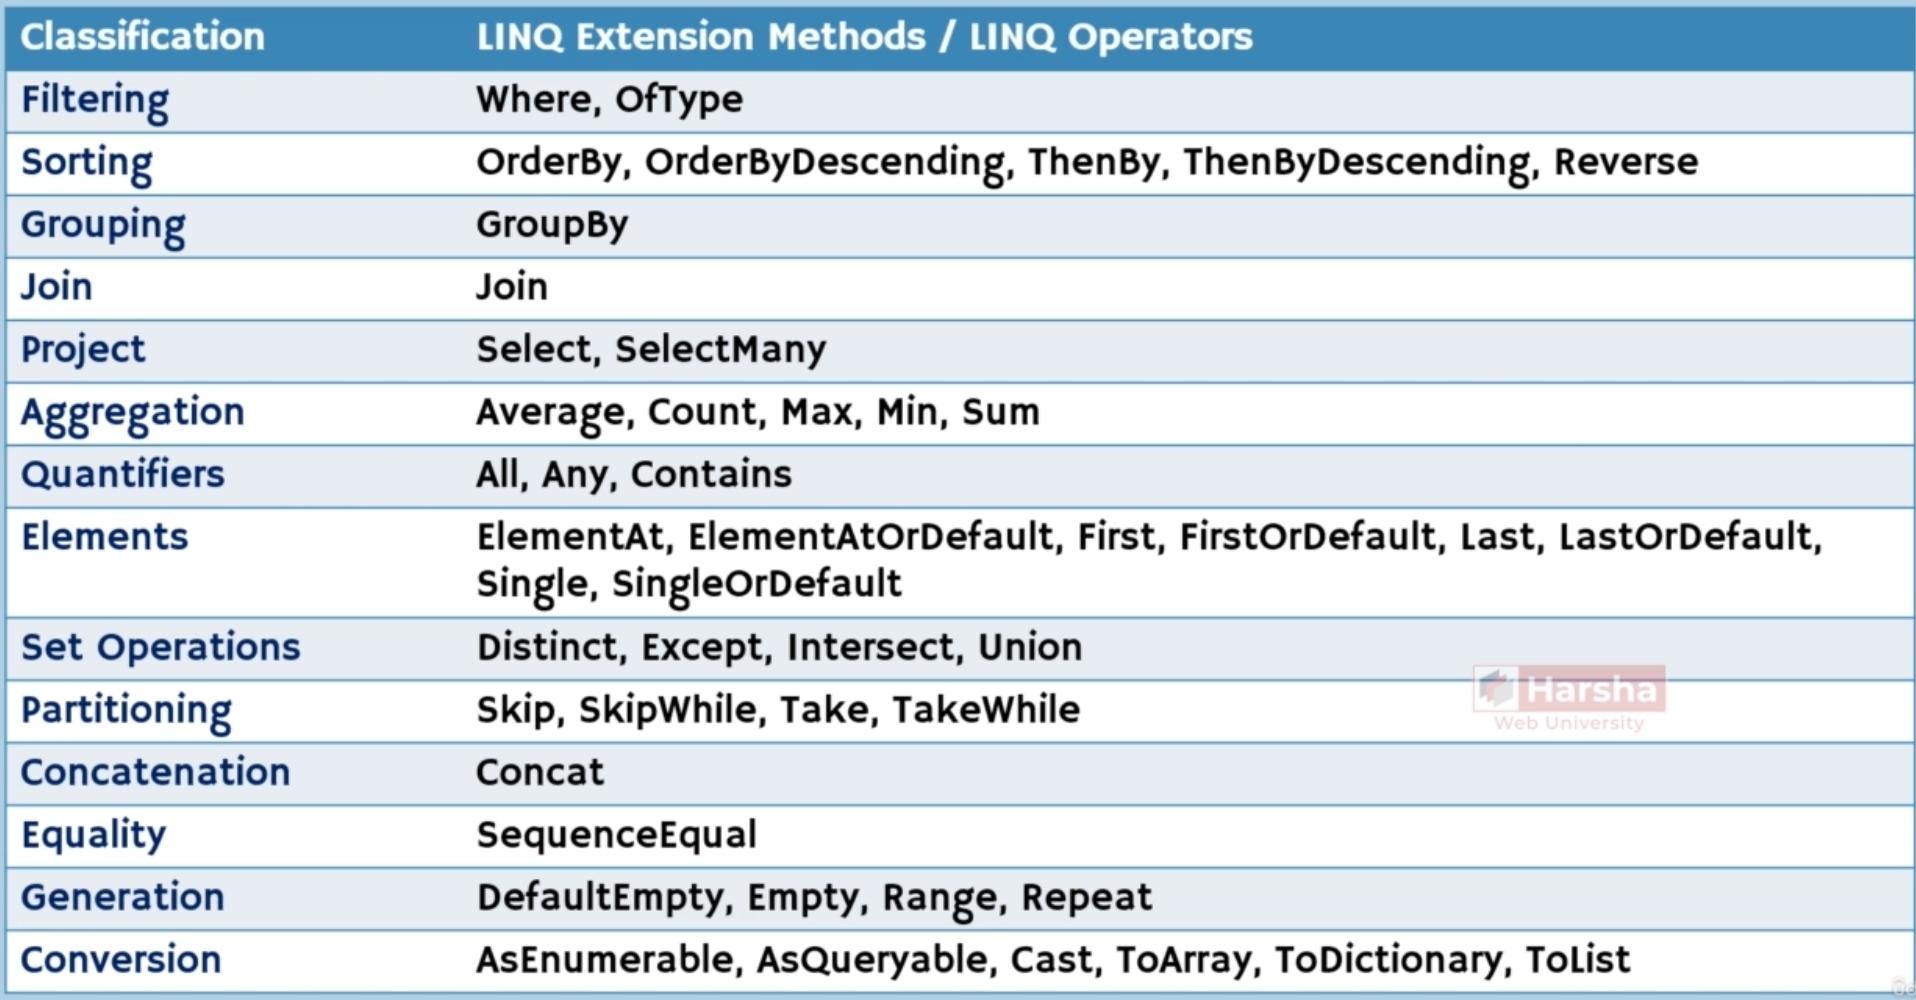 Classification LINQ Extension Methods / LINQ Operators
Filtering Where, OfType
Sorting OrderBy, OrderByDescending, ThenBy, ThenByDescending, Reverse
Grouping GroupBy
Join Join
Project Select, SelectMany
Aggregation Average, Count, Max, Min, Sum
Quantifiers All, Any, Contains
Elements ElementAt, ElementAtOrDefault, First, FirstOrDefault, Last, LastOrDefault,
Single, SingleOrDefault
Set Operations Distinct, Except, Intersect, Union
Partitioning Skip, SkipWhile, Take, TakeWhile
Harsha
Web University
Concatenation Concat
Equality SequenceEqual
Generation DefaultEmpty, Empty, Range, Repeat
Conversion AsEnumerable, AsQueryable, Cast, ToArray, ToDictionary, ToList